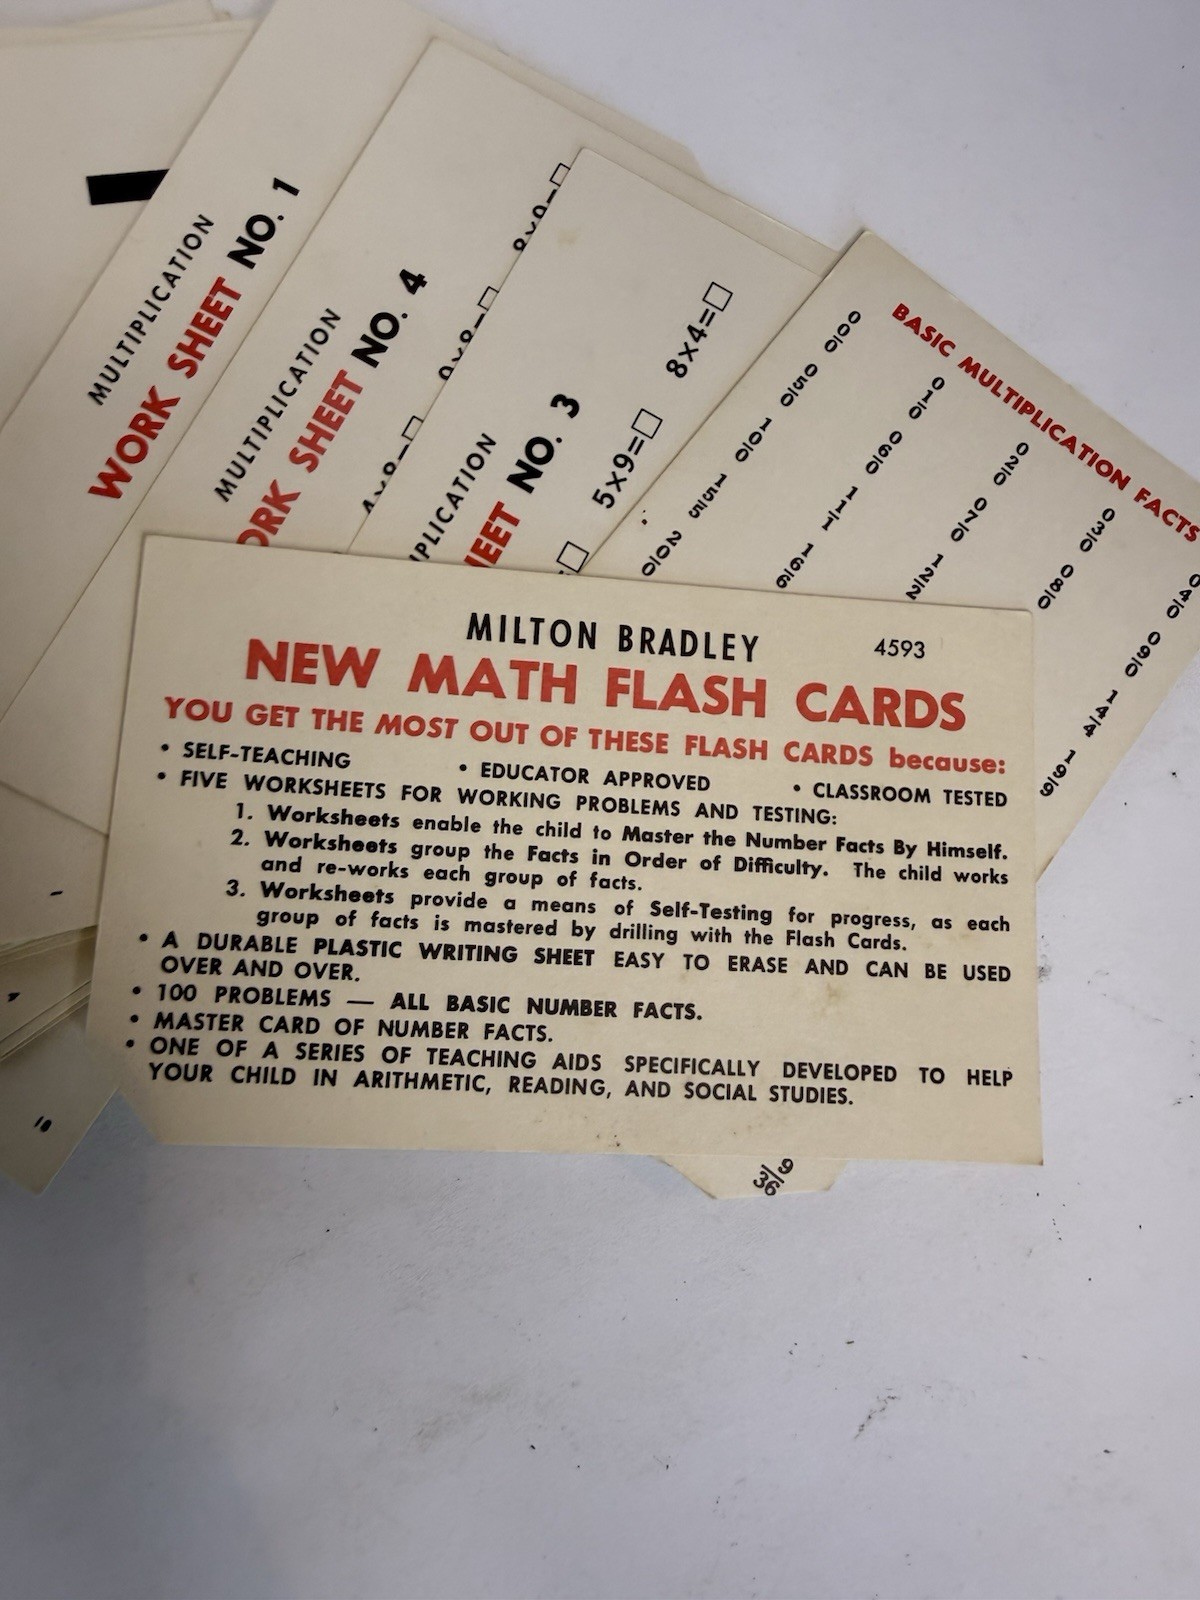 MULTIPLICATION
WORK SHEET NO. 1
MULTIPLICATION
SHEET NO. 4
NO. 3
8x4=□
5x9=□
BASIC MULTIPLICATION FACTS
MILTON BRADLEY 4593
NEW MATH FLASH CARDS
YOU GET THE MOST OUT OF THESE FLASH CARDS because:
• SELF-TEACHING • EDUCATOR APPROVED • CLASSROOM TESTED
• FIVE WORKSHEETS FOR WORKING PROBLEMS AND TESTING:
1. Worksheets enable the child to Master the Number Facts By Himself.
2. Worksheets group the Facts in Order of Difficulty. The child works
and re-works each group of facts.
3. Worksheets provide a means of Self-Testing for progress, as each
group of facts is mastered by drilling with the Flash Cards.
• A DURABLE PLASTIC WRITING SHEET EASY TO ERASE AND CAN BE USED
OVER AND OVER.
• 100 PROBLEMS — ALL BASIC NUMBER FACTS.
• MASTER CARD OF NUMBER FACTS.
• ONE OF A SERIES OF TEACHING AIDS SPECIFICALLY DEVELOPED TO HELP
YOUR CHILD IN ARITHMETIC, READING, AND SOCIAL STUDIES.